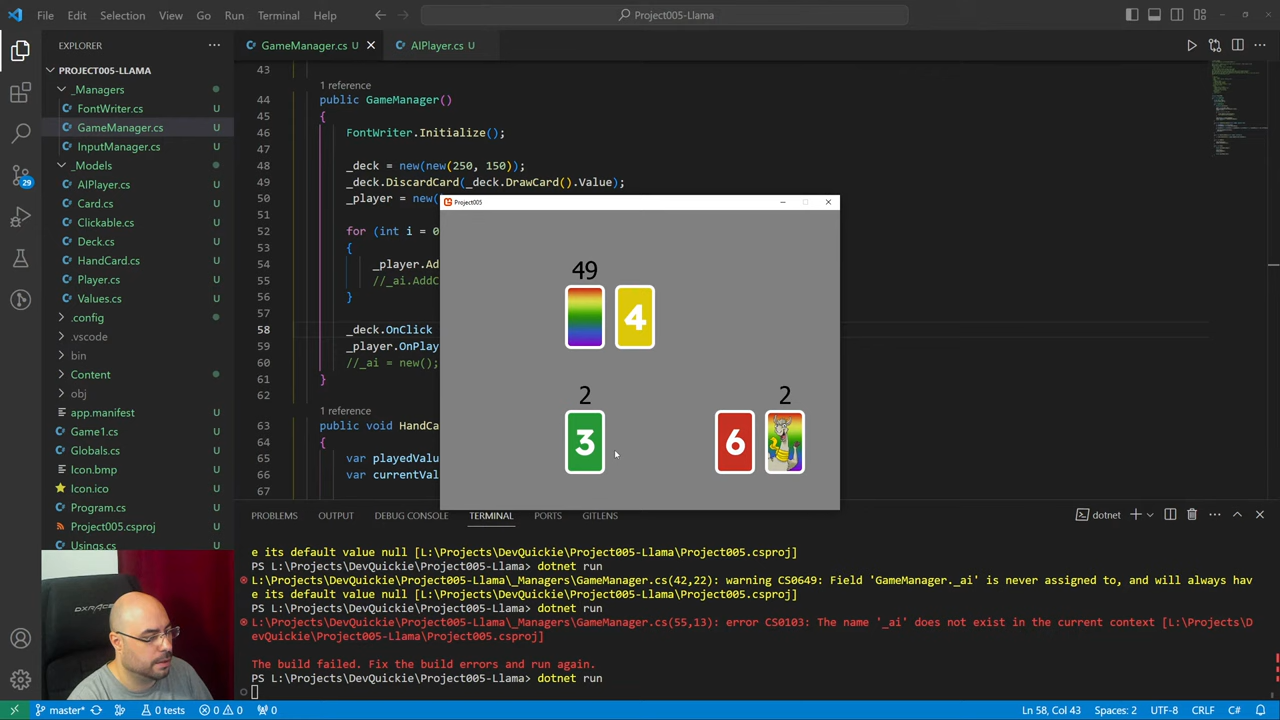 File Edit Selection View Go Run Terminal Help
Project005-Llama
EXPLORER
GameManager.cs U
AIPlayer.cs U
PROJECT005-LLAMA
_Managers
FontWriter.cs U
GameManager.cs U
InputManager.cs U
_Models
AIPlayer.cs U
Card.cs U
Clickable.cs U
Deck.cs U
HandCard.cs U
Player.cs U
Values.cs U
.config
.vscode
bin
Content
obj
app.manifest U
Game1.cs U
Globals.cs U
Icon.bmp U
Icon.ico U
Program.cs U
Project005.csproj U
Usings.cs U
29
43
1 reference
44 public GameManager()
45 {
46 FontWriter.Initialize();
47
48 _deck = new(new(250, 150));
49 _deck.DiscardCard(_deck.DrawCard().Value);
50 _player = new(
51
52 for (int i = 0
53 {
54 _player.Ad
55 //_ai.AddC
56 }
57
58 _deck.OnClick
59 _player.OnPlay
60 //_ai = new();
61 }
62
1 reference
63 public void HandCa
64 {
65 var playedValu
66 var currentVal
67
Project005
49
4
2
3
2
6
PROBLEMS OUTPUT DEBUG CONSOLE TERMINAL PORTS GITLENS
dotnet
e its default value null [L:\Projects\DevQuickie\Project005-Llama\Project005.csproj]
PS L:\Projects\DevQuickie\Project005-Llama> dotnet run
L:\Projects\DevQuickie\Project005-Llama\_Managers\GameManager.cs(42,22): warning CS0649: Field 'GameManager._ai' is never assigned to, and will always hav
e its default value null [L:\Projects\DevQuickie\Project005-Llama\Project005.csproj]
PS L:\Projects\DevQuickie\Project005-Llama> dotnet run
L:\Projects\DevQuickie\Project005-Llama\_Managers\GameManager.cs(55,13): error CS0103: The name '_ai' does not exist in the current context [L:\Projects\D
evQuickie\Project005-Llama\Project005.csproj]
The build failed. Fix the build errors and run again.
PS L:\Projects\DevQuickie\Project005-Llama> dotnet run
master* 0 tests 0 0 0
Ln 58, Col 43 Spaces: 2 UTF-8 CRLF C#